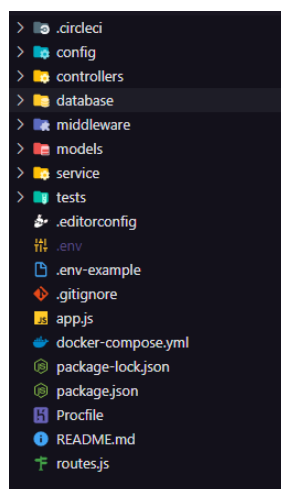 .circleci
config
controllers
database
middleware
models
service
tests
.editorconfig
.env
.env-example
.gitignore
JS app.js
docker-compose.yml
package-lock.json
package.json
Procfile
README.md
routes.js